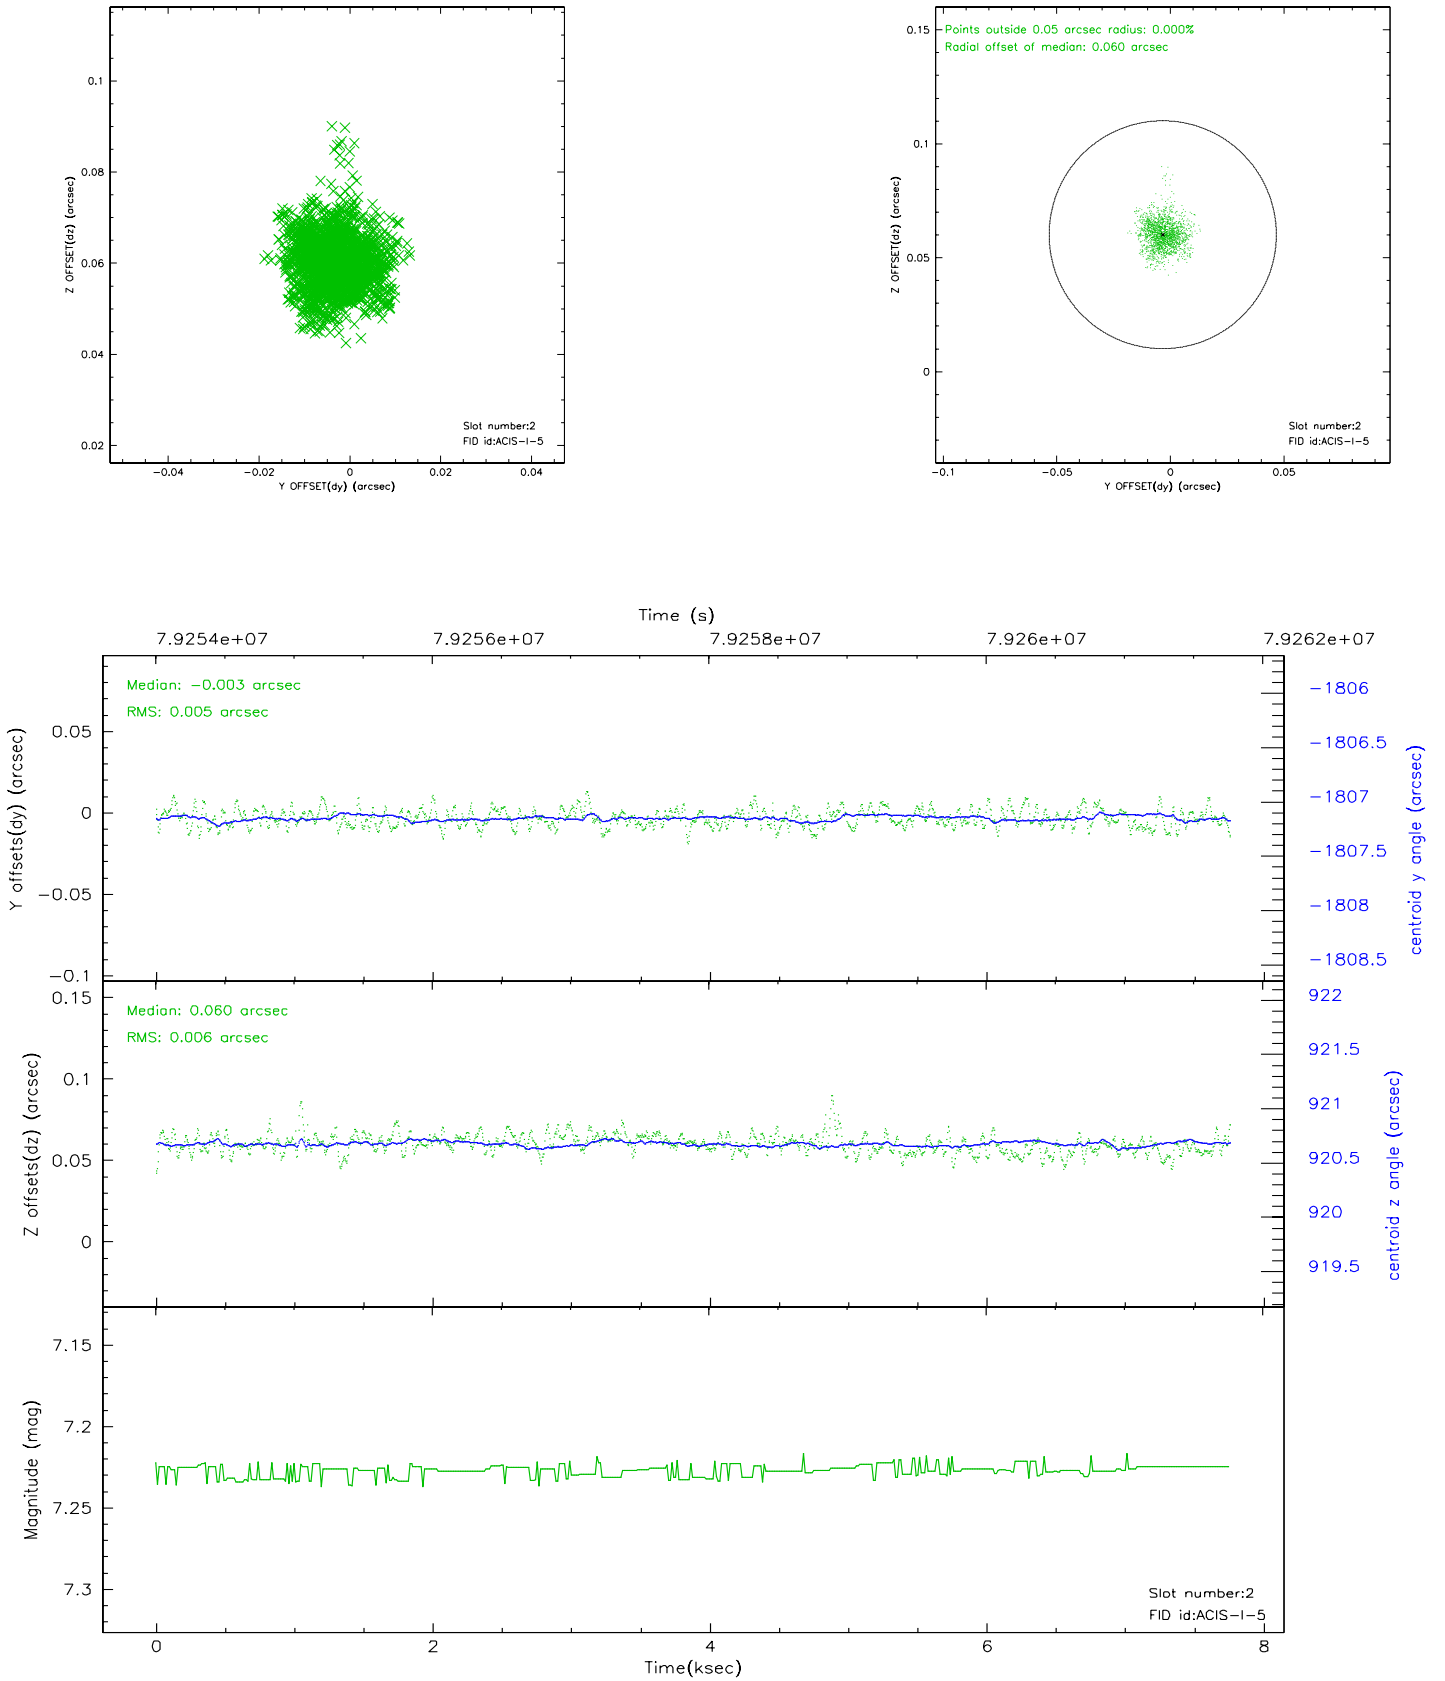 0.1
0.08
0.06
0.04
0.02
Z OFFSET(dz) (arcsec)
Slot number:2
FID id:ACIS-I-5
-0.04 -0.02 0 0.02 0.04
Y OFFSET(dy) (arcsec)
Points outside 0.05 arcsec radius: 0.000%
Radial offset of median: 0.060 arcsec
0.15
0.1
0.05
0
Z OFFSET(dz) (arcsec)
Slot number:2
FID id:ACIS-I-5
-0.1 -0.05 0 0.05
Y OFFSET(dy) (arcsec)
Time (s)
7.9254e+07 7.9256e+07 7.9258e+07 7.926e+07 7.9262e+07
Median: -0.003 arcsec
RMS: 0.005 arcsec
0.05
0
-0.05
-0.1
Y offsets(dy) (arcsec)
-1806
-1806.5
-1807
-1807.5
-1808
-1808.5
centroid y angle (arcsec)
Median: 0.060 arcsec
RMS: 0.006 arcsec
0.15
0.1
0.05
0
Z offsets(dz) (arcsec)
922
921.5
921
920.5
920
919.5
centroid z angle (arcsec)
7.15
7.2
7.25
7.3
Magnitude (mag)
Slot number:2
FID id:ACIS-I-5
0 2 4 6 8
Time(ksec)